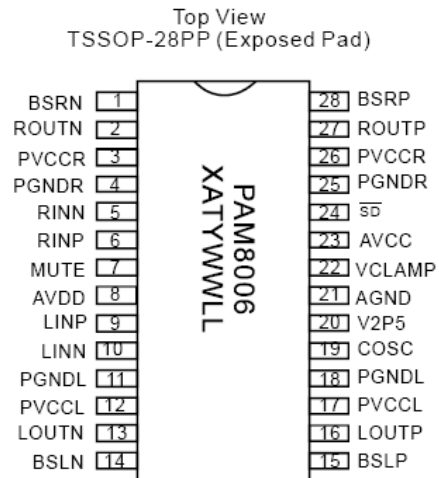 Top View
TSSOP-28PP (Exposed Pad)
BSRN 1
ROUTN 2
PVCCR 3
PGNDR 4
RINN 5
RINP 6
MUTE 7
AVDD 8
LINP 9
LINN 10
PGNDL 11
PVCCL 12
LOUTN 13
BSLN 14
PAM8006
XATYWWLL
28 BSRP
27 ROUTP
26 PVCCR
25 PGNDR
24 S̅D̅
23 AVCC
22 VCLAMP
21 AGND
20 V2P5
19 COSC
18 PGNDL
17 PVCCL
16 LOUTP
15 BSLP